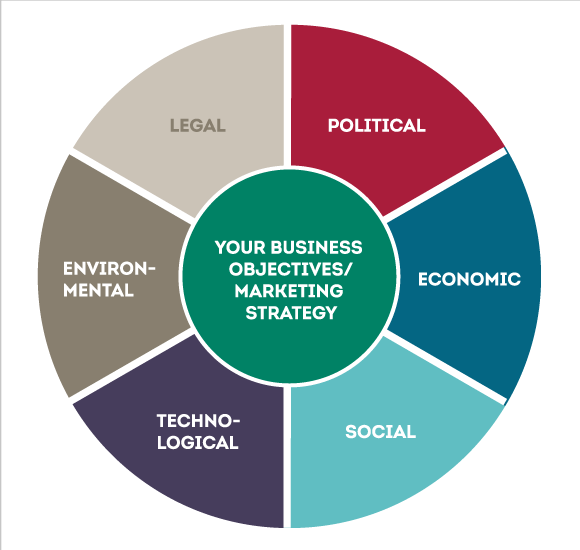 LEGAL
POLITICAL
YOUR BUSINESS
OBJECTIVES/
MARKETING
STRATEGY
ENVIRON-
MENTAL
ECONOMIC
TECHNO-
LOGICAL
SOCIAL